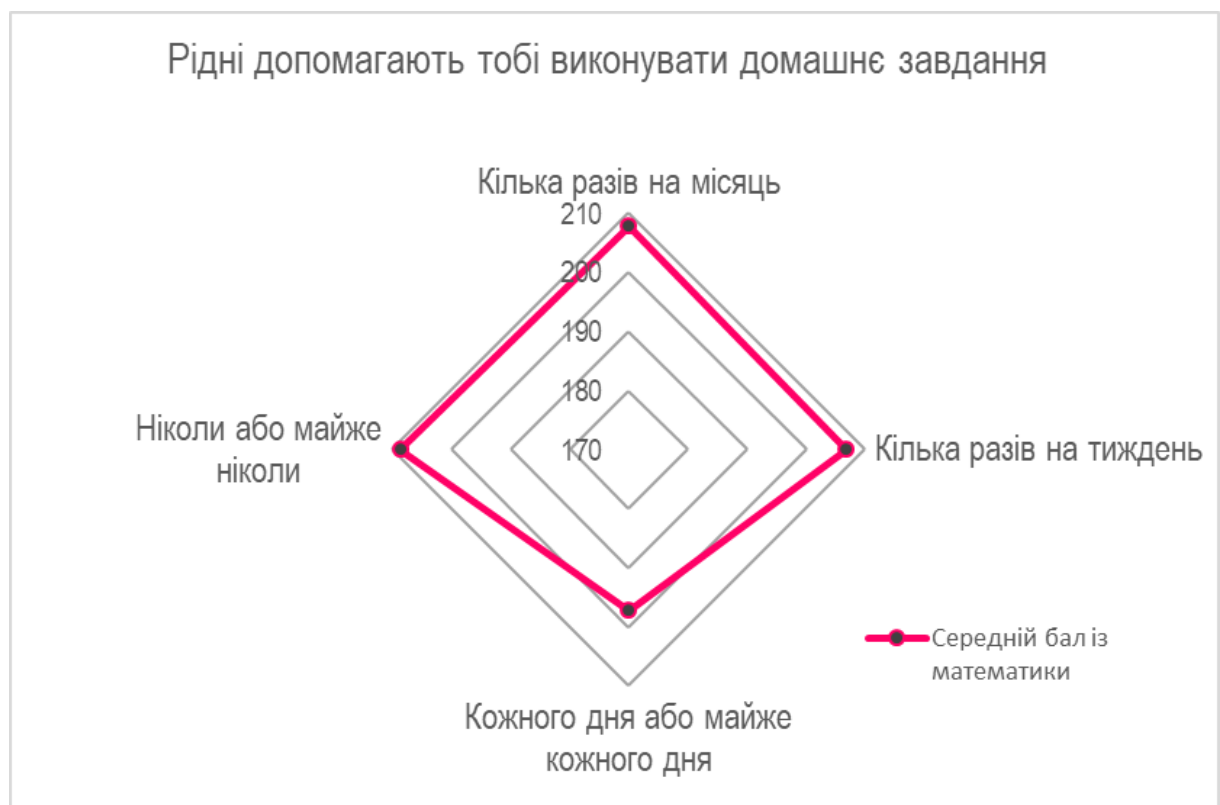 Рідні допомагають тобі виконувати домашнє завдання
Кілька разів на місяць
210
200
190
180
170
Ніколи або майже
ніколи
Кілька разів на тиждень
Середній бал із
математики
Кожного дня або майже
кожного дня